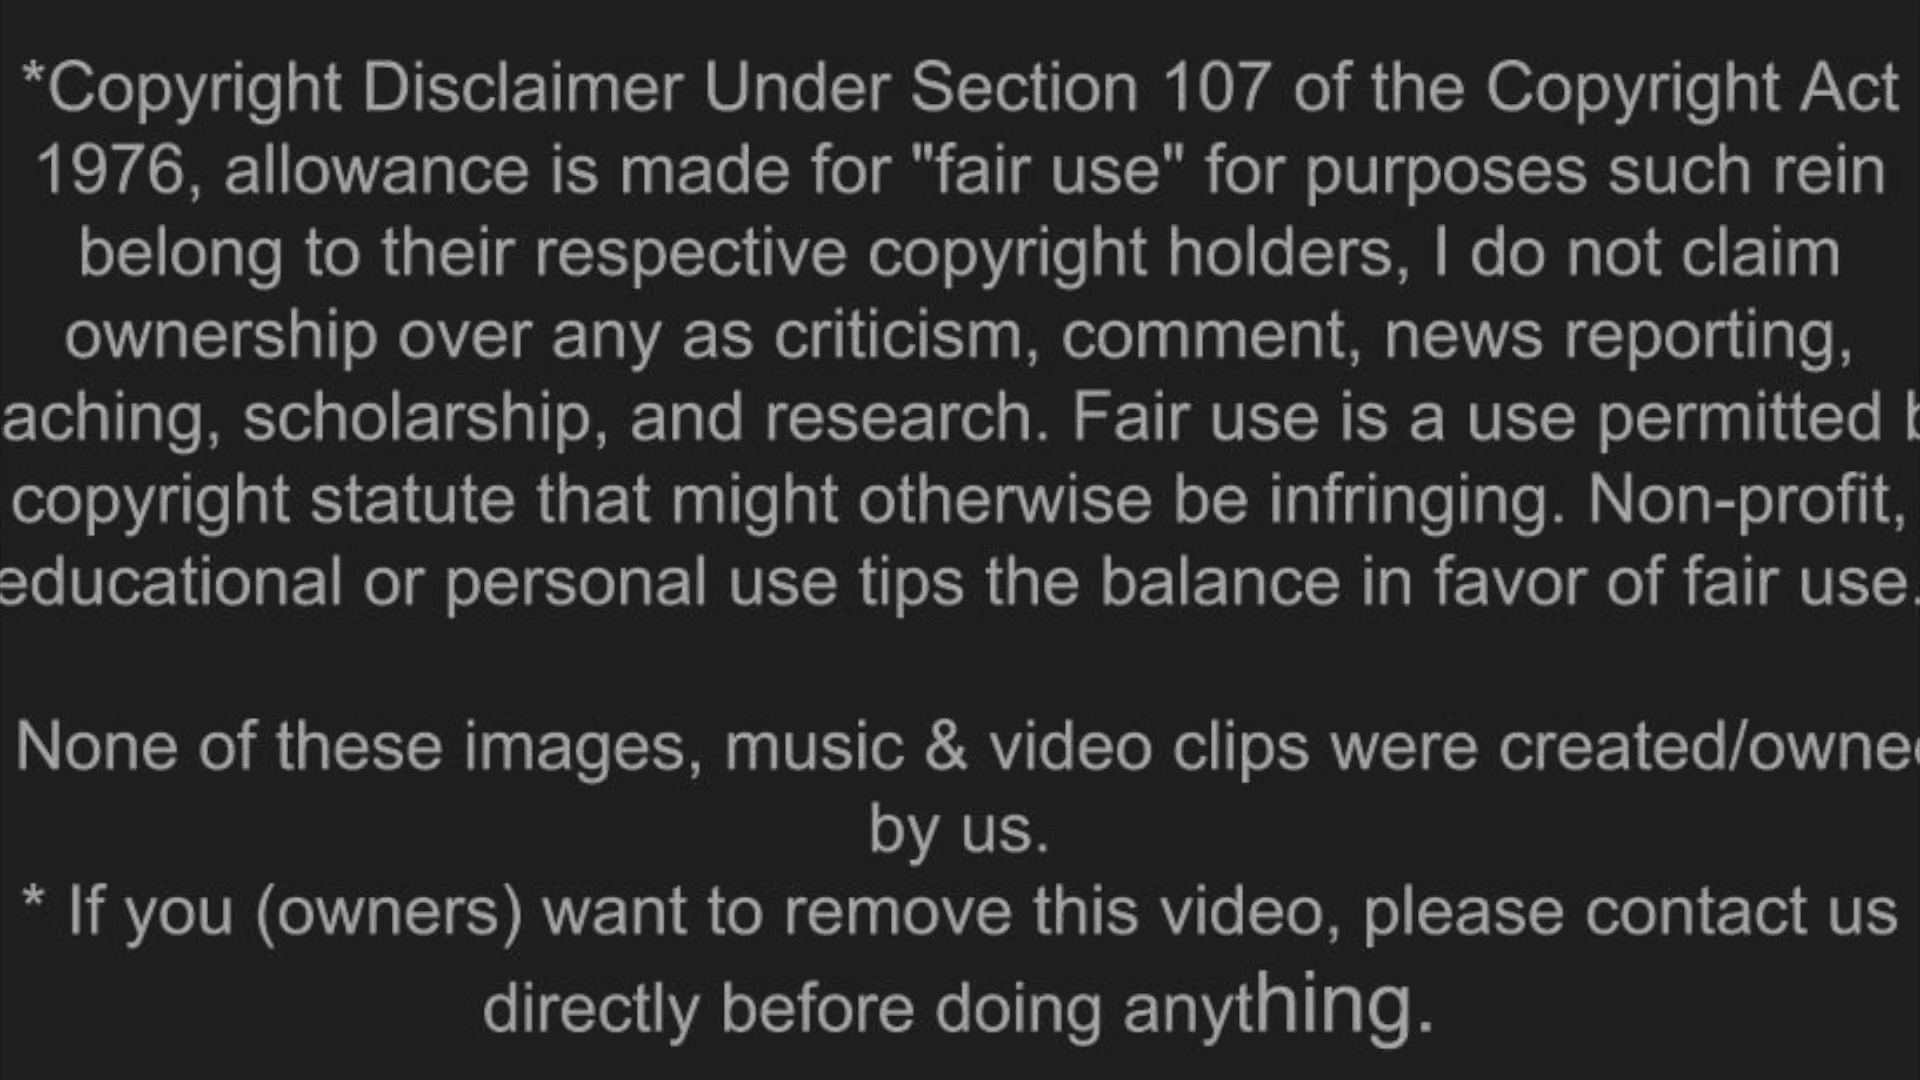 *Copyright Disclaimer Under Section 107 of the Copyright Act
1976, allowance is made for "fair use" for purposes such rein
belong to their respective copyright holders, I do not claim
ownership over any as criticism, comment, news reporting,
aching, scholarship, and research. Fair use is a use permitted b
copyright statute that might otherwise be infringing. Non-profit,
educational or personal use tips the balance in favor of fair use.
None of these images, music & video clips were created/owned
by us.
* If you (owners) want to remove this video, please contact us
directly before doing anything.